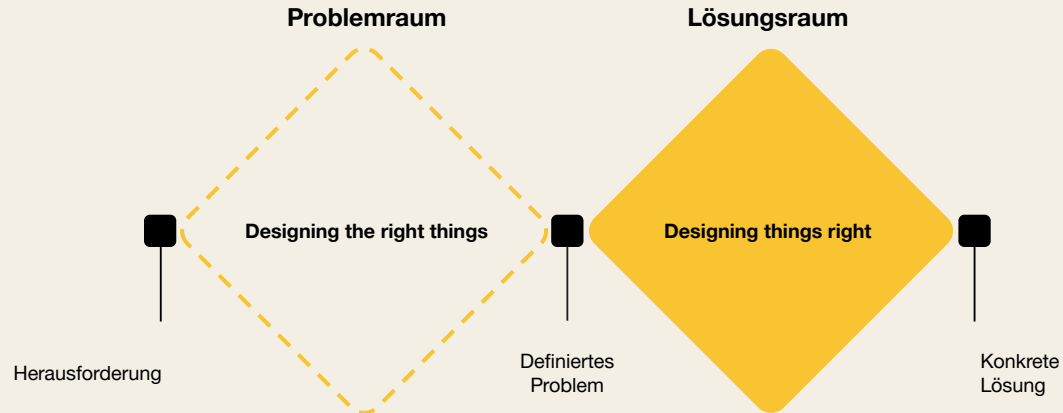 Problemraum
Lösungsraum
Designing the right things
Designing things right
Herausforderung
Definiertes
Problem
Konkrete
Lösung